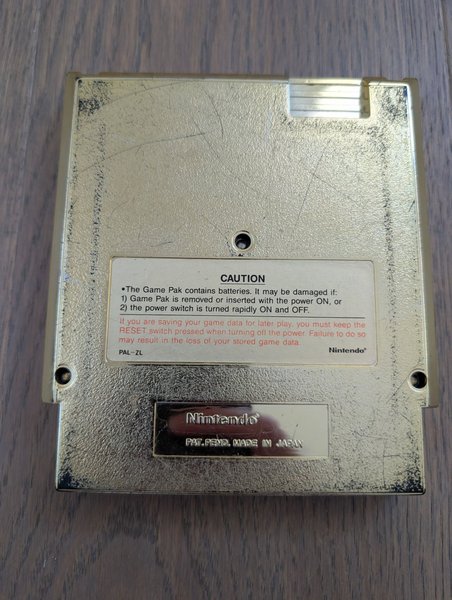 CAUTION
•The Game Pak contains batteries. It may be damaged if:
1) Game Pak is removed or inserted with the power ON, or
2) the power switch is turned rapidly ON and OFF.
If you are saving your game data for later play, you must keep the
RESET switch pressed when turning off the power. Failure to do so
may result in the loss of your stored game data.
PAL-ZL
Nintendo®
Nintendo®
PAT.PEND. MADE IN JAPAN